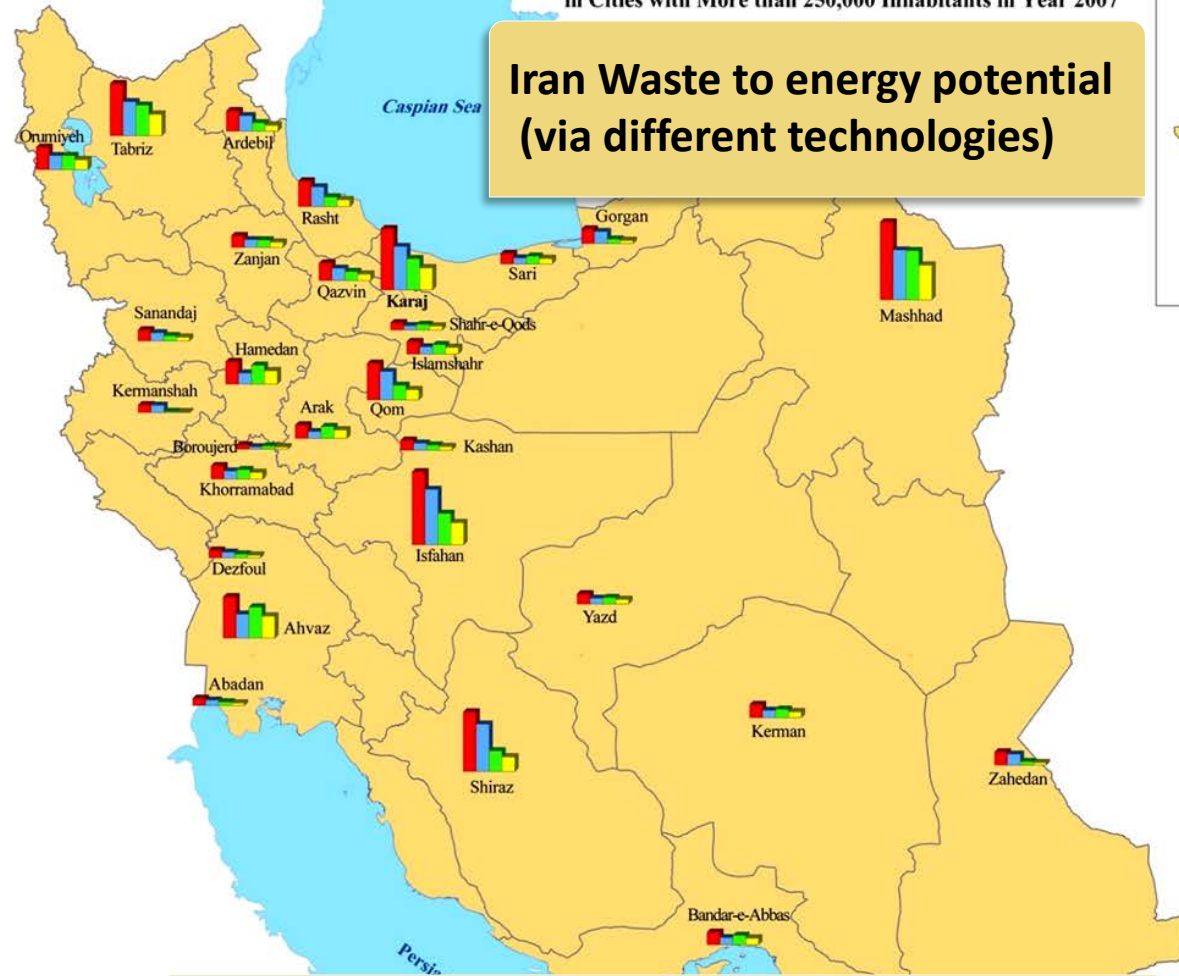 in Cities with More than 250,000 Inhabitants in Year 2007
Iran Waste to energy potential
(via different technologies)
Caspian Sea
Orumiyeh
Tabriz
Ardebil
Rasht
Gorgan
Zanjan
Qazvin
Karaj
Sari
Mashhad
Sanandaj
Shahr-e-Qods
Hamedan
Islamshahr
Kermanshah
Arak
Qom
Boroujerd
Kashan
Khorramabad
Isfahan
Dezfoul
Yazd
Ahvaz
Abadan
Kerman
Shiraz
Zahedan
Bandar-e-Abbas